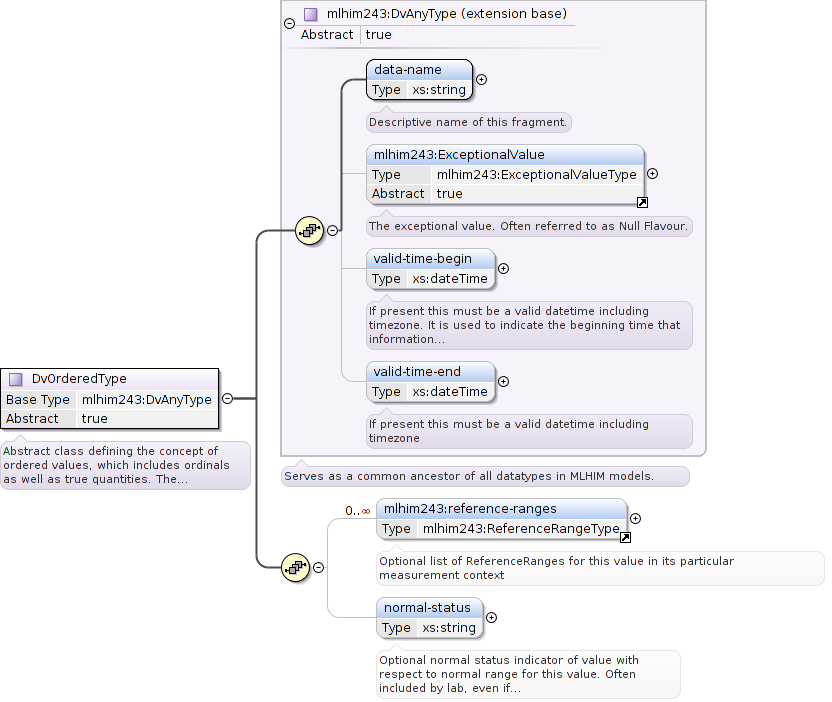 mlhim243:DvAnyType (extension base)
Abstract true
data-name
Type xs:string
Descriptive name of this fragment.
mlhim243:ExceptionalValue
Type mlhim243:ExceptionalValueType
Abstract true
The exceptional value. Often referred to as Null Flavour.
valid-time-begin
Type xs:dateTime
If present this must be a valid datetime including
timezone. It is used to indicate the beginning time that
information...
valid-time-end
Type xs:dateTime
If present this must be a valid datetime including
timezone
DvOrderedType
Base Type mlhim243:DvAnyType
Abstract true
Abstract class defining the concept of
ordered values, which includes ordinals
as well as true quantities. The...
Serves as a common ancestor of all datatypes in MLHIM models.
0..∞
mlhim243:reference-ranges
Type mlhim243:ReferenceRangeType
Optional list of ReferenceRanges for this value in its particular
measurement context
normal-status
Type xs:string
Optional normal status indicator of value with
respect to normal range for this value. Often
included by lab, even if...